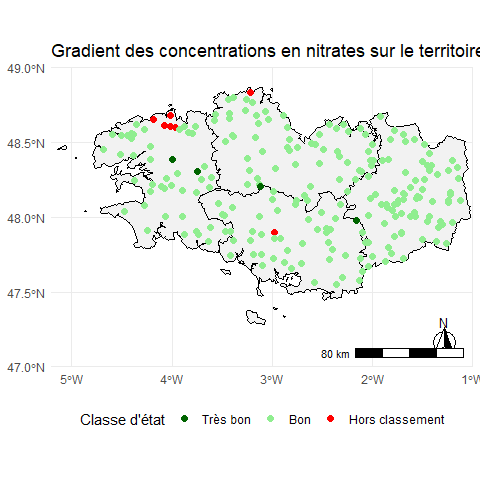 Gradient des concentrations en nitrates sur le territoire
49.0°N
48.5°N
48.0°N
47.5°N
47.0°N
N
80 km
5°W 4°W 3°W 2°W 1°W
Classe d'état Très bon Bon Hors classement